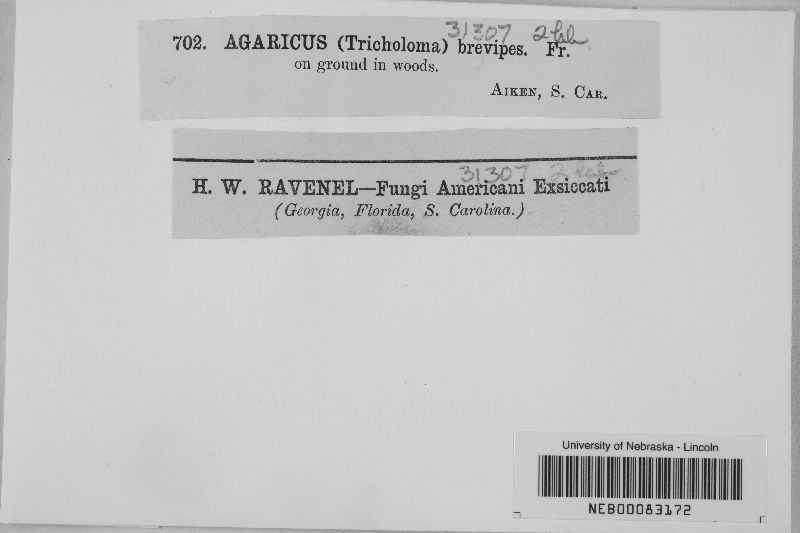 31307
702. AGARICUS (Tricholoma) brevipes. Fr.
on ground in woods.
AIKEN, S. CAR.
31307
H. W. RAVENEL—Fungi Americani Exsiccati
(Georgia, Florida, S. Carolina.)
University of Nebraska - Lincoln
NEB00083172